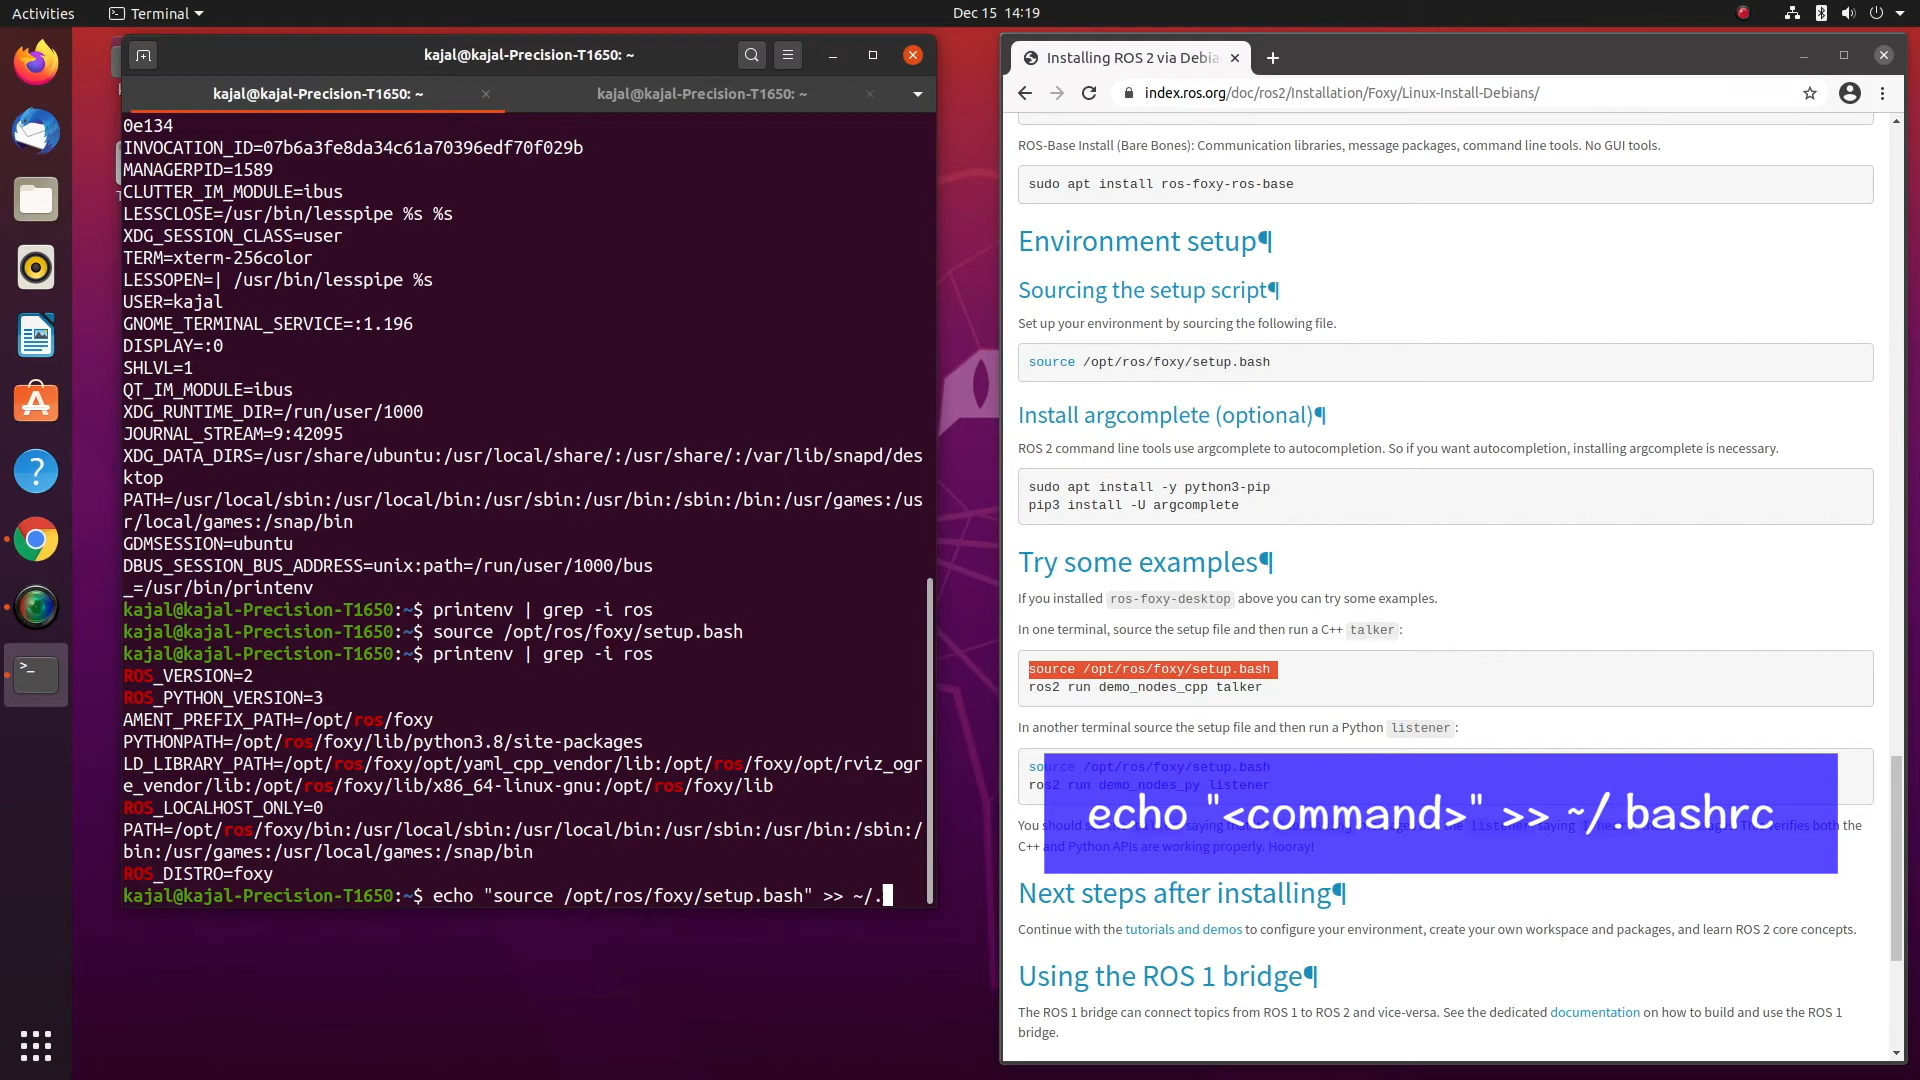 Activities
Terminal
Dec 15 14:19
kajal@kajal-Precision-T1650: ~
kajal@kajal-Precision-T1650: ~
kajal@kajal-Precision-T1650: ~
0e134
INVOCATION_ID=07b6a3fe8da34c61a70396edf70f029b
MANAGERPID=1589
CLUTTER_IM_MODULE=ibus
LESSCLOSE=/usr/bin/lesspipe %s %s
XDG_SESSION_CLASS=user
TERM=xterm-256color
LESSOPEN=| /usr/bin/lesspipe %s
USER=kajal
GNOME_TERMINAL_SERVICE=:1.196
DISPLAY=:0
SHLVL=1
QT_IM_MODULE=ibus
XDG_RUNTIME_DIR=/run/user/1000
JOURNAL_STREAM=9:42095
XDG_DATA_DIRS=/usr/share/ubuntu:/usr/local/share/:/usr/share/:/var/lib/snapd/des
ktop
PATH=/usr/local/sbin:/usr/local/bin:/usr/sbin:/usr/bin:/sbin:/bin:/usr/games:/us
r/local/games:/snap/bin
GDMSESSION=ubuntu
DBUS_SESSION_BUS_ADDRESS=unix:path=/run/user/1000/bus
_=/usr/bin/printenv
kajal@kajal-Precision-T1650:~$ printenv | grep -i ros
kajal@kajal-Precision-T1650:~$ source /opt/ros/foxy/setup.bash
kajal@kajal-Precision-T1650:~$ printenv | grep -i ros
ROS_VERSION=2
ROS_PYTHON_VERSION=3
AMENT_PREFIX_PATH=/opt/ros/foxy
PYTHONPATH=/opt/ros/foxy/lib/python3.8/site-packages
LD_LIBRARY_PATH=/opt/ros/foxy/opt/yaml_cpp_vendor/lib:/opt/ros/foxy/opt/rviz_ogr
e_vendor/lib:/opt/ros/foxy/lib/x86_64-linux-gnu:/opt/ros/foxy/lib
ROS_LOCALHOST_ONLY=0
PATH=/opt/ros/foxy/bin:/usr/local/sbin:/usr/local/bin:/usr/sbin:/usr/bin:/sbin:/
bin:/usr/games:/usr/local/games:/snap/bin
ROS_DISTRO=foxy
kajal@kajal-Precision-T1650:~$ echo "source /opt/ros/foxy/setup.bash" >> ~/.
Installing ROS 2 via Debia
index.ros.org/doc/ros2/Installation/Foxy/Linux-Install-Debians/
ROS-Base Install (Bare Bones): Communication libraries, message packages, command line tools. No GUI tools.
sudo apt install ros-foxy-ros-base
Environment setup¶
Sourcing the setup script¶
Set up your environment by sourcing the following file.
source /opt/ros/foxy/setup.bash
Install argcomplete (optional)¶
ROS 2 command line tools use argcomplete to autocompletion. So if you want autocompletion, installing argcomplete is necessary.
sudo apt install -y python3-pip
pip3 install -U argcomplete
Try some examples¶
If you installed ros-foxy-desktop above you can try some examples.
In one terminal, source the setup file and then run a C++ talker:
source /opt/ros/foxy/setup.bash
ros2 run demo_nodes_cpp talker
In another terminal source the setup file and then run a Python listener:
source /opt/ros/foxy/setup.bash
ros2 run demo_nodes_py listener
echo "<command>" >> ~/.bashrc
You verifies both the
C++ and Python APIs are working properly. Hooray!
Next steps after installing¶
Continue with the tutorials and demos to configure your environment, create your own workspace and packages, and learn ROS 2 core concepts.
Using the ROS 1 bridge¶
The ROS 1 bridge can connect topics from ROS 1 to ROS 2 and vice-versa. See the dedicated documentation on how to build and use the ROS 1
bridge.